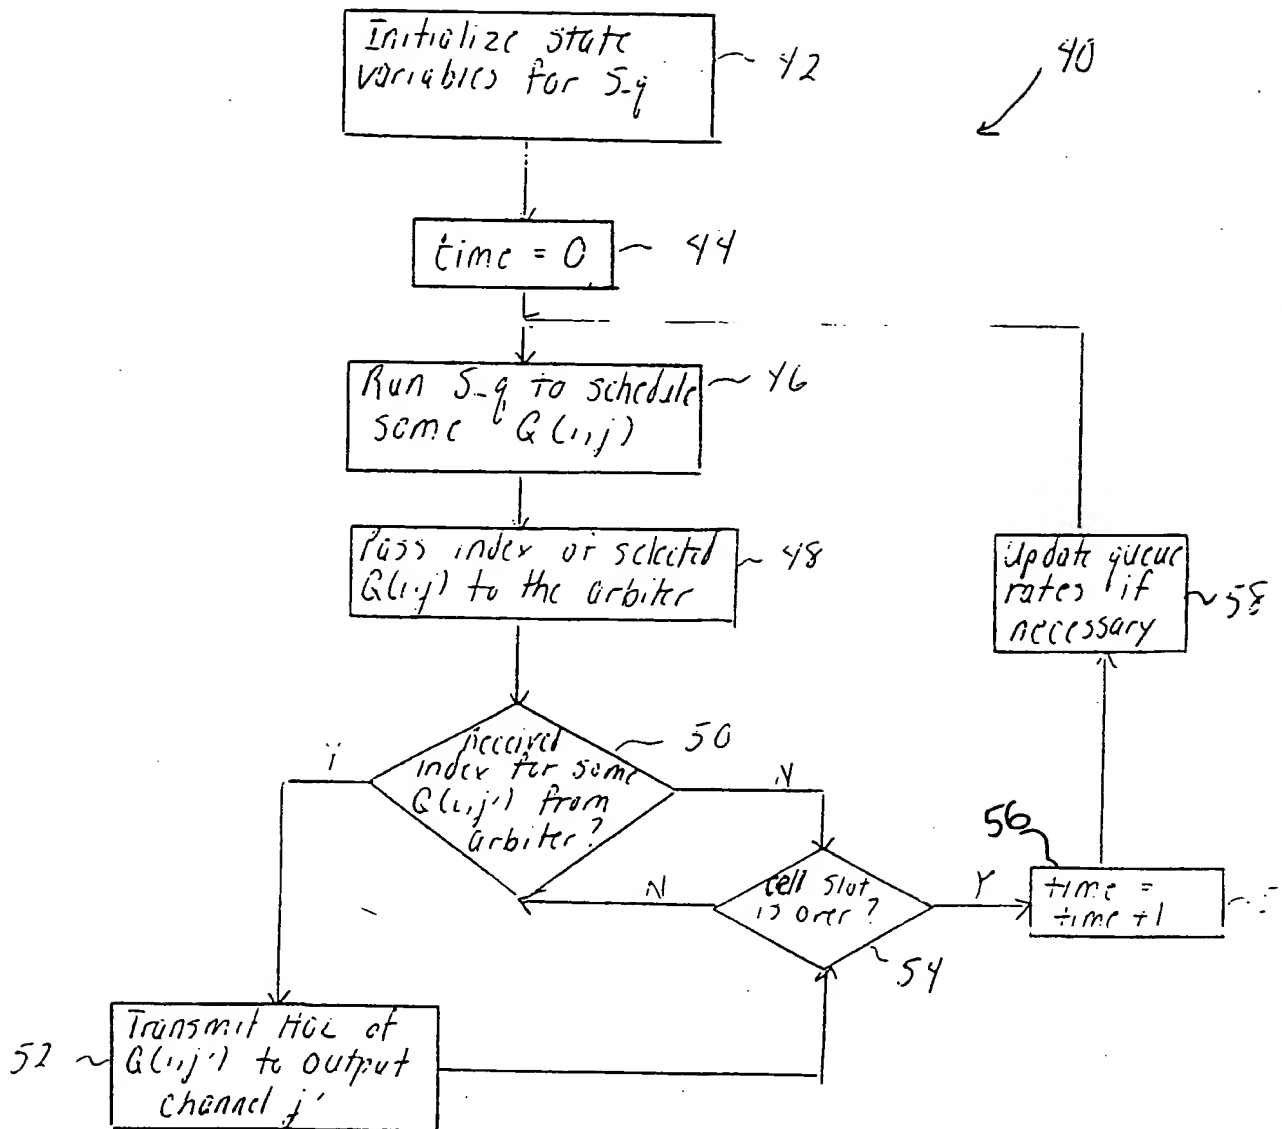 Initialize state
variables for S-q
42
40
time = 0
44
Run S-q to schedule
some Q(i,j)
46
Pass index of selected
Q(i,j) to the arbiter
48
Update queue
rates if
necessary
58
Received
index for some
Q(i,j') from
arbiter?
50
Y
N
cell slot
is over?
54
N
Y
56
time =
time +1
Transmit HOL of
Q(i,j') to output
channel j'
52